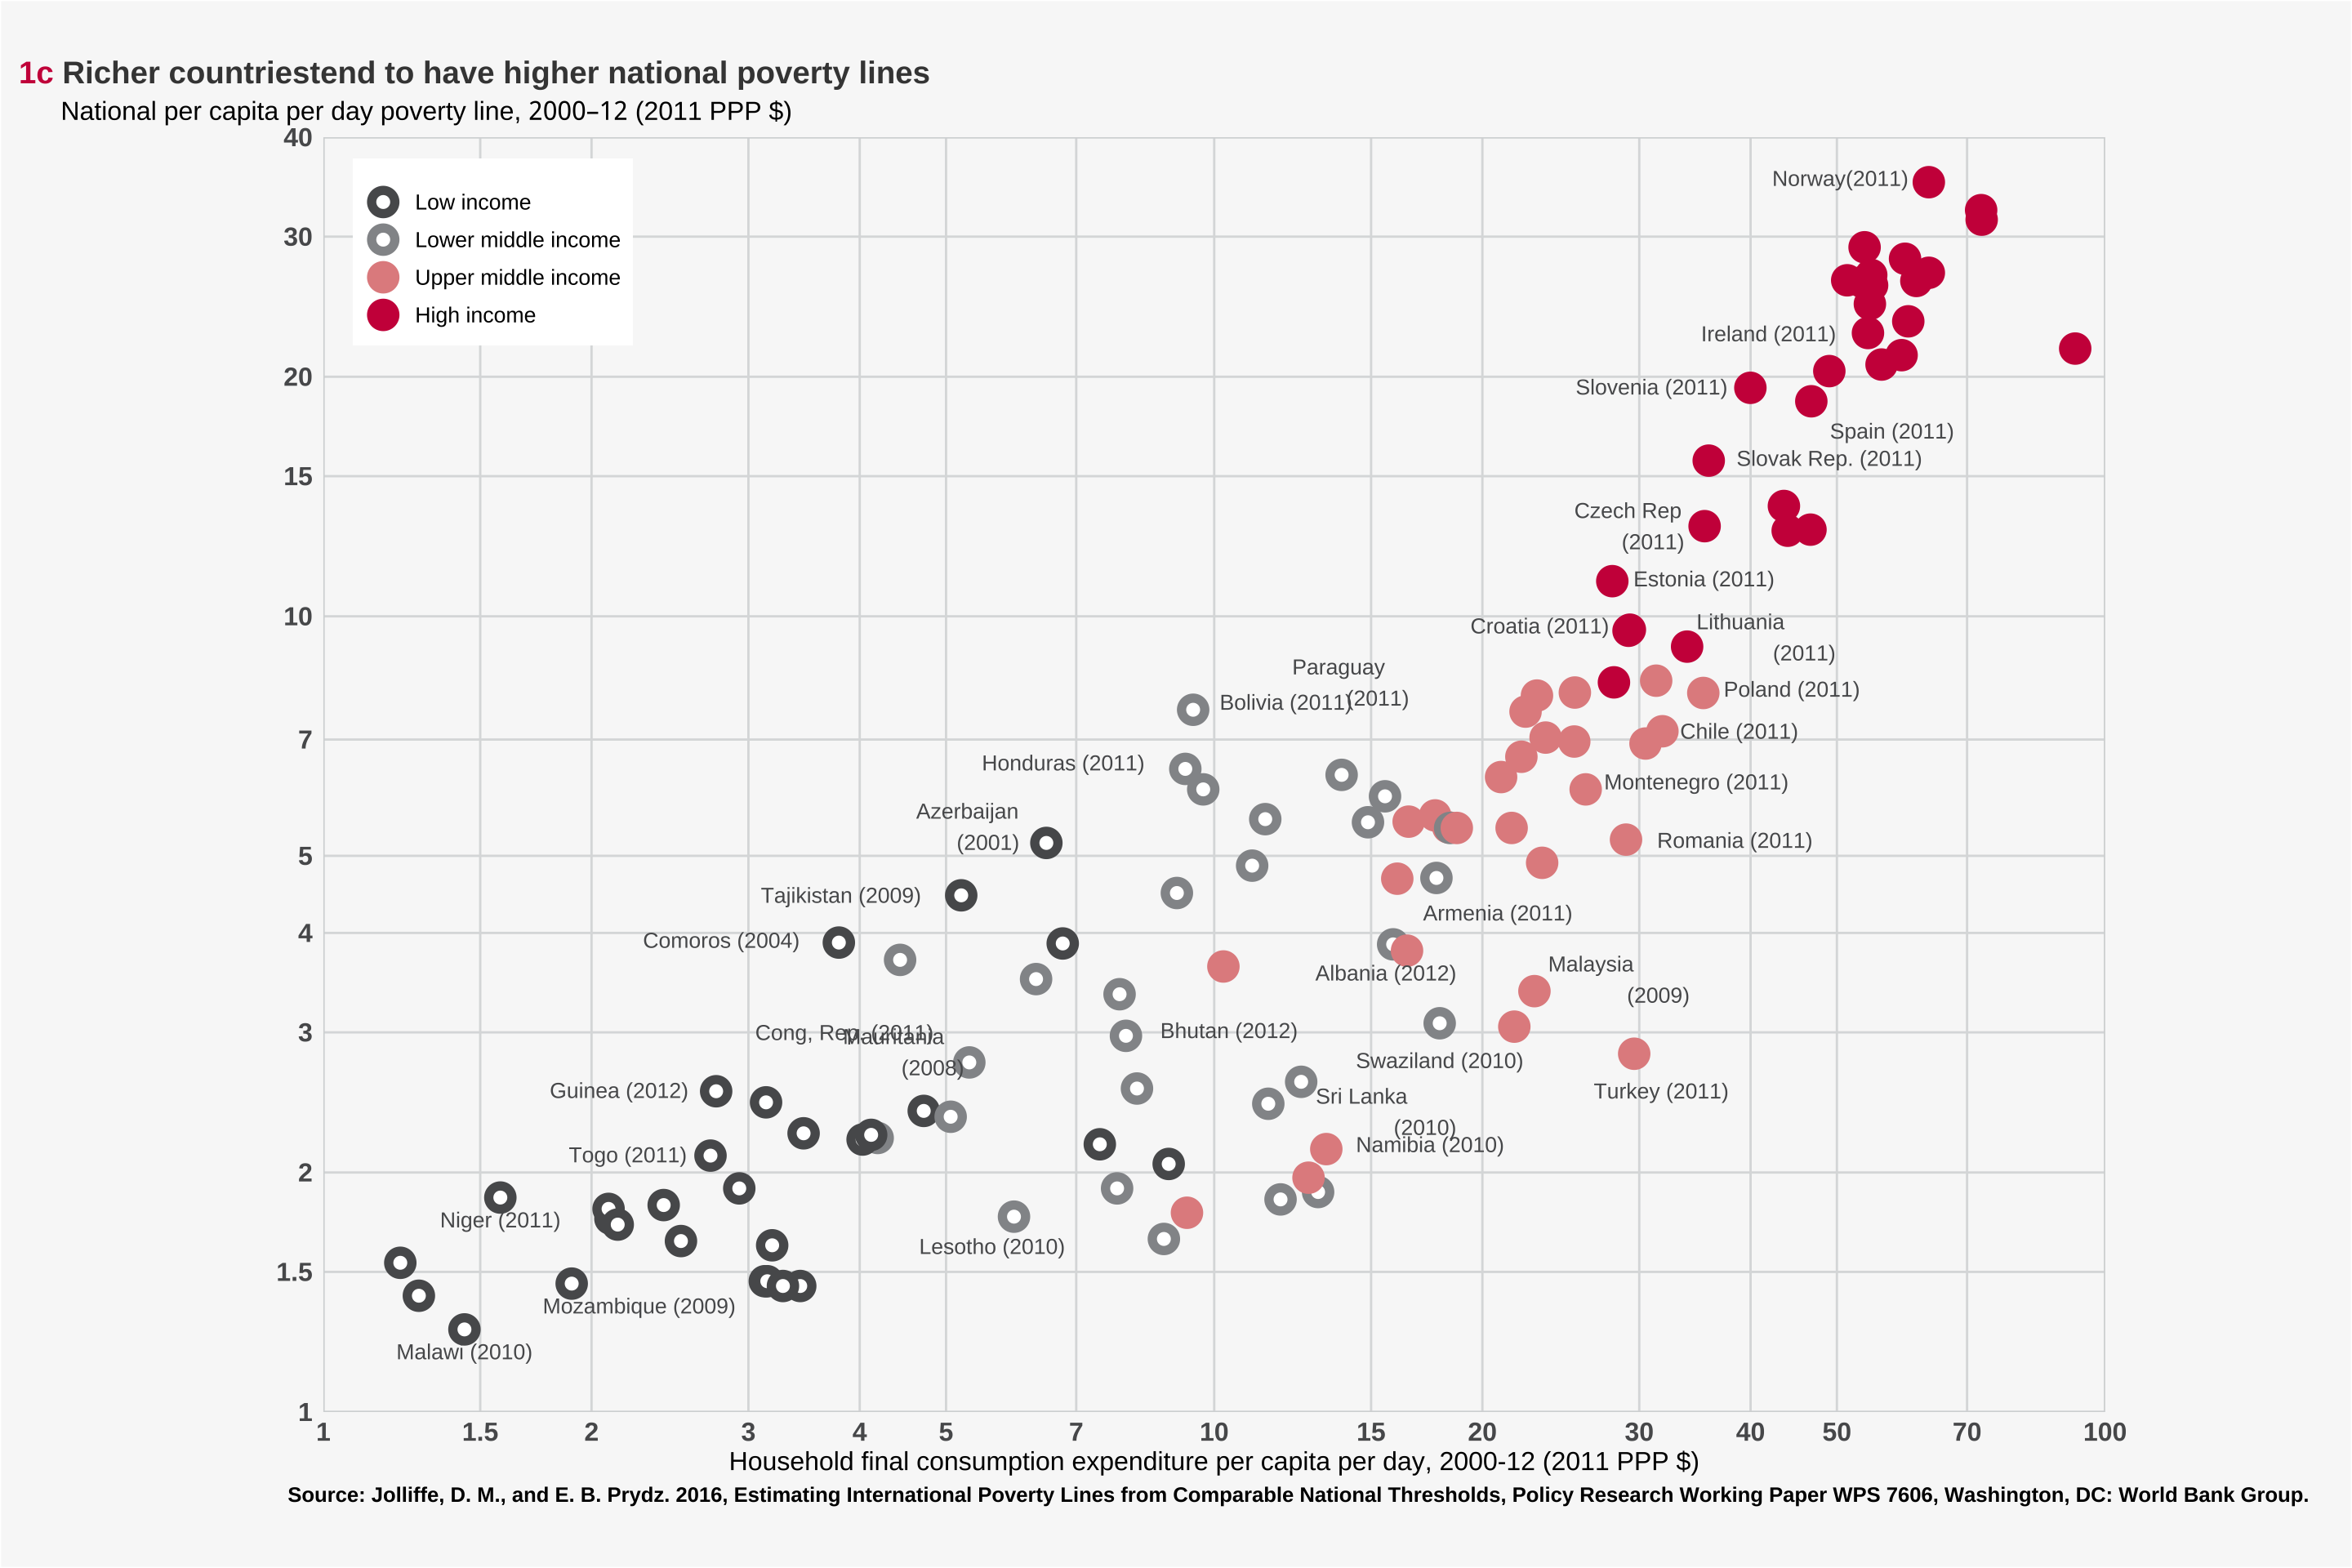 1c Richer countriestend to have higher national poverty lines
National per capita per day poverty line, 2000–12 (2011 PPP $)
40
30
20
15
10
7
5
4
3
2
1.5
1
Low income
Lower middle income
Upper middle income
High income
Norway(2011)
Ireland (2011)
Slovenia (2011)
Spain (2011)
Slovak Rep. (2011)
Czech Rep
(2011)
Estonia (2011)
Croatia (2011)
Lithuania
(2011)
Paraguay
(2011)
Bolivia (2011)
Poland (2011)
Chile (2011)
Honduras (2011)
Montenegro (2011)
Azerbaijan
(2001)
Romania (2011)
Tajikistan (2009)
Armenia (2011)
Comoros (2004)
Albania (2012)
Malaysia
(2009)
Cong, Rep. (2011)
Mauritania
(2008)
Bhutan (2012)
Swaziland (2010)
Guinea (2012)
Turkey (2011)
Sri Lanka
(2010)
Namibia (2010)
Togo (2011)
Niger (2011)
Lesotho (2010)
Mozambique (2009)
Malawi (2010)
1 1.5 2 3 4 5 7 10 15 20 30 40 50 70 100
Household final consumption expenditure per capita per day, 2000-12 (2011 PPP $)
Source: Jolliffe, D. M., and E. B. Prydz. 2016, Estimating International Poverty Lines from Comparable National Thresholds, Policy Research Working Paper WPS 7606, Washington, DC: World Bank Group.